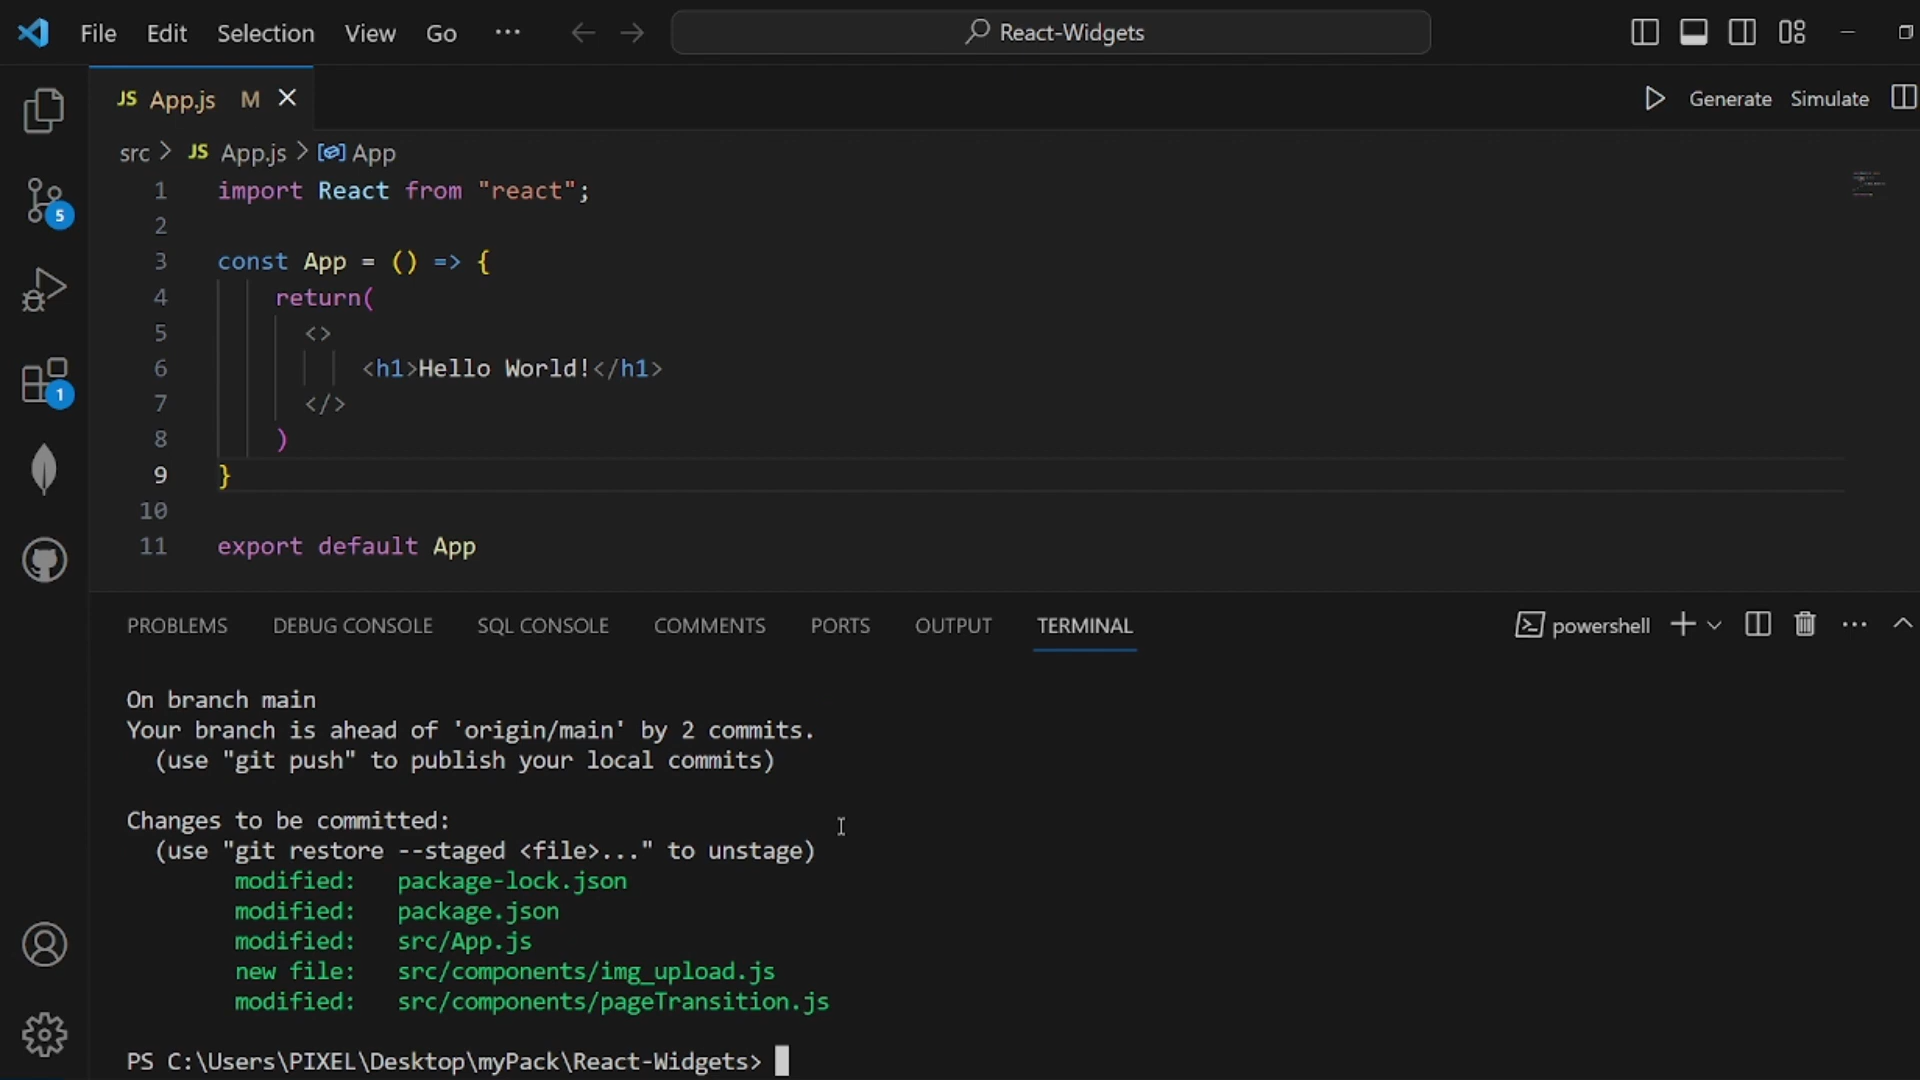 File Edit Selection View Go ··· React-Widgets
JS App.js M Generate Simulate
src > JS App.js > App
1 import React from "react";
2
3 const App = () => {
4 return(
5 <>
6 <h1>Hello World!</h1>
7 </>
8 )
9 }
10
11 export default App
5
1
PROBLEMS DEBUG CONSOLE SQL CONSOLE COMMENTS PORTS OUTPUT TERMINAL powershell
On branch main
Your branch is ahead of 'origin/main' by 2 commits.
(use "git push" to publish your local commits)
Changes to be committed:
(use "git restore --staged <file>..." to unstage)
modified: package-lock.json
modified: package.json
modified: src/App.js
new file: src/components/img_upload.js
modified: src/components/pageTransition.js
PS C:\Users\PIXEL\Desktop\myPack\React-Widgets>